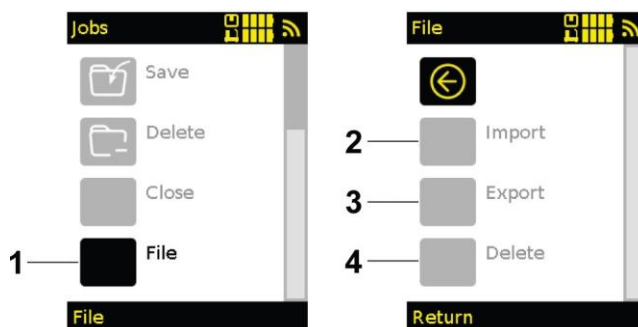 Jobs
Save
Delete
Close
1
File
File
File
2
Import
3
Export
4
Delete
Return